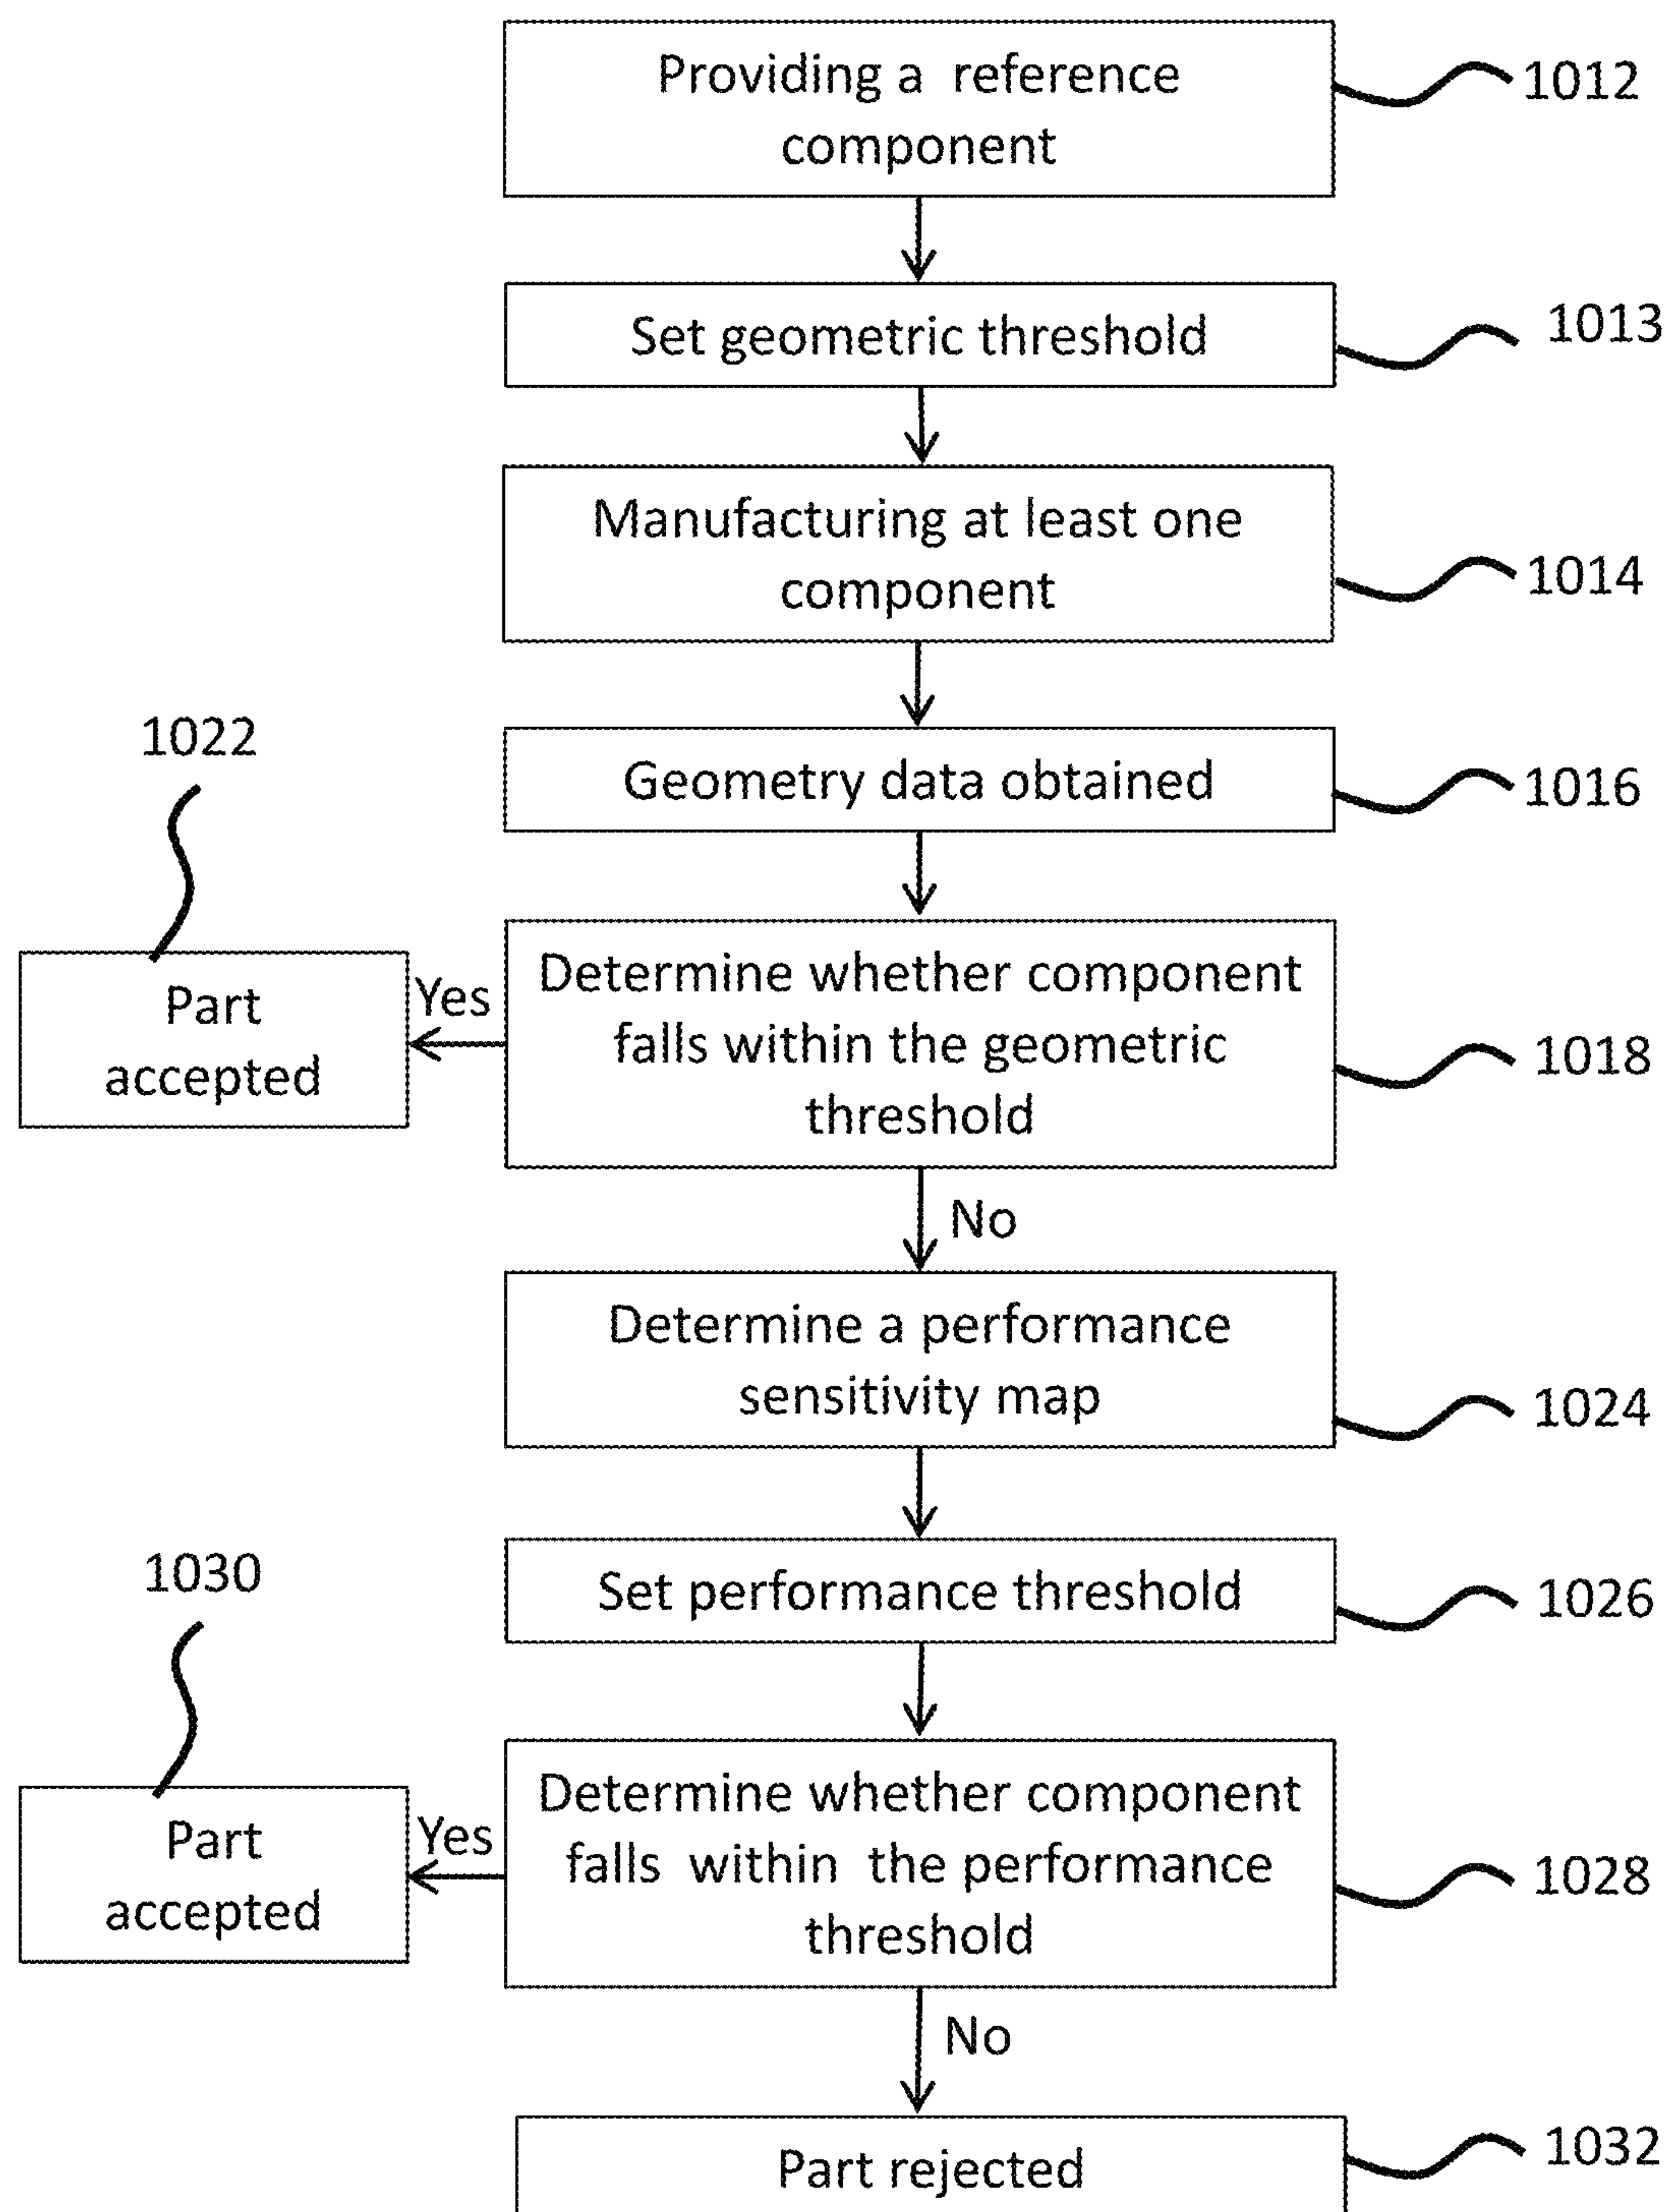 Providing a reference
component
1012
Set geometric threshold
1013
Manufacturing at least one
component
1014
Geometry data obtained
1016
1022
Part
accepted
Yes
Determine whether component
falls within the geometric
threshold
1018
No
Determine a performance
sensitivity map
1024
Set performance threshold
1026
1030
Part
accepted
Yes
Determine whether component
falls within the performance
threshold
1028
No
Part rejected
1032